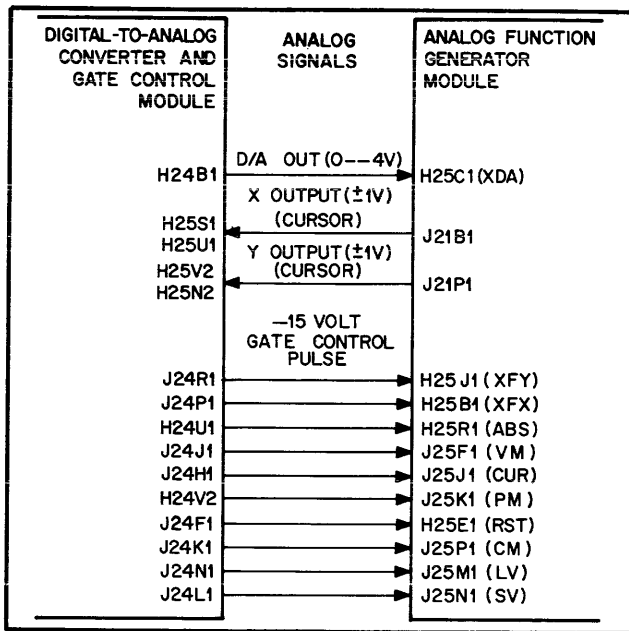 DIGITAL-TO-ANALOG
CONVERTER AND
GATE CONTROL
MODULE
ANALOG
SIGNALS
ANALOG FUNCTION
GENERATOR
MODULE
H24B1
D/A OUT (0--4V)
H25C1 (XDA)
X OUTPUT (±1V)
(CURSOR)
H25S1
H25U1
J21B1
Y OUTPUT (±1V)
(CURSOR)
H25V2
H25N2
J21P1
—15 VOLT
GATE CONTROL
PULSE
J24R1 H25J1 (XFY)
J24P1 H25B1 (XFX)
H24U1 H25R1 (ABS)
J24J1 J25F1 (VM)
J24H1 J25J1 (CUR)
H24V2 J25K1 (PM)
J24F1 H25E1 (RST)
J24K1 J25P1 (CM)
J24N1 J25M1 (LV)
J24L1 J25N1 (SV)